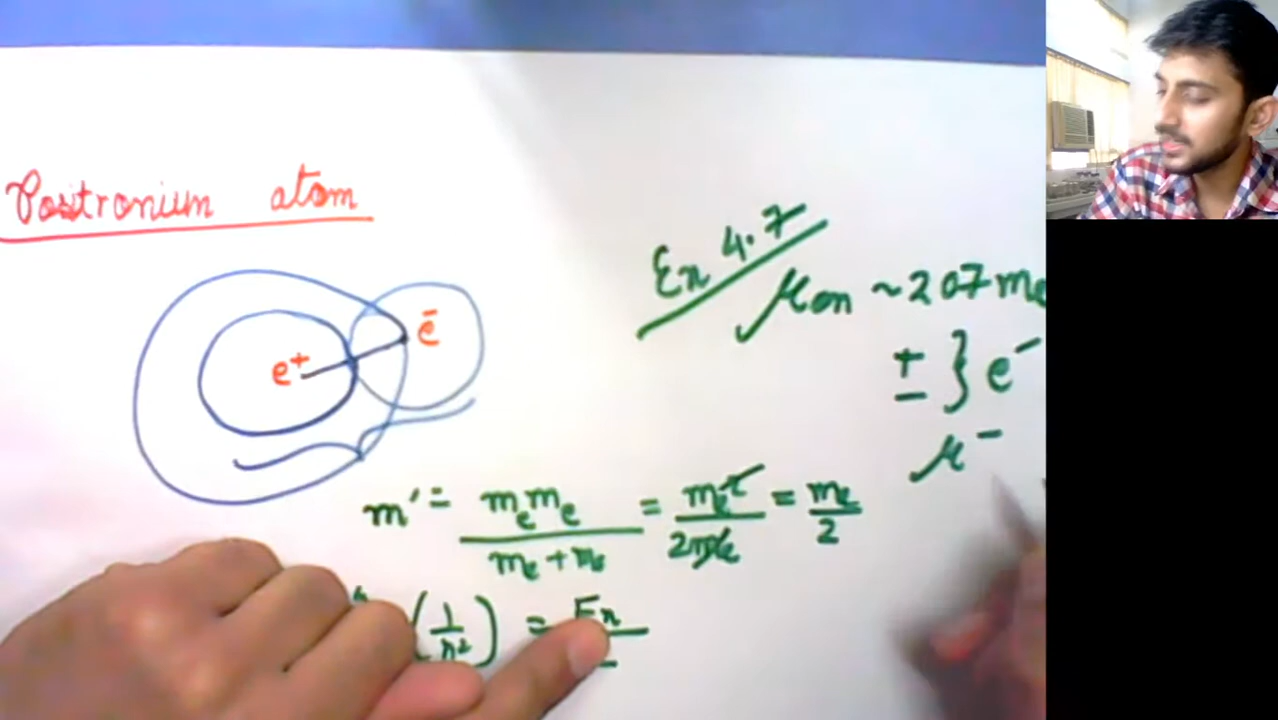 Positronium atom
Ex 4.7
Muon ~ 207 me
e⁺ e⁻
± } e⁻
μ⁻
m' = meme / me + me = me² / 2me = me / 2
(1/n²) = En